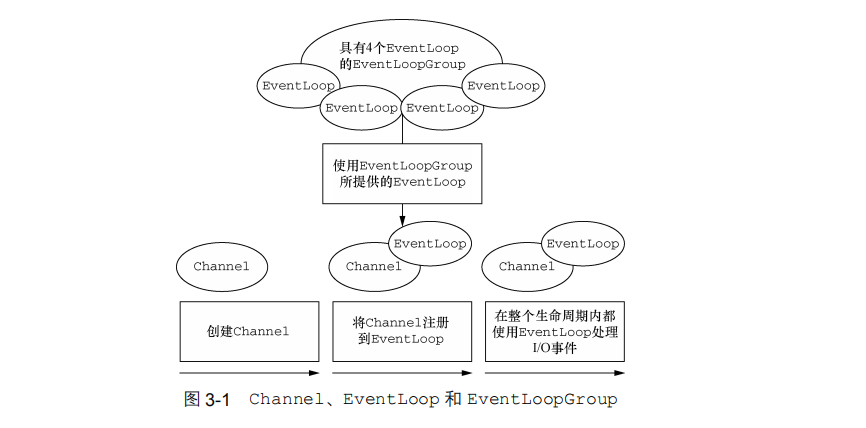 具有4个EventLoop
的EventLoopGroup
EventLoop
EventLoop
EventLoop
EventLoop
使用EventLoopGroup
所提供的EventLoop
EventLoop
EventLoop
Channel
Channel
Channel
创建Channel
将Channel注册
到EventLoop
在整个生命周期内都
使用EventLoop处理
I/O事件
图 3-1 Channel、EventLoop 和 EventLoopGroup